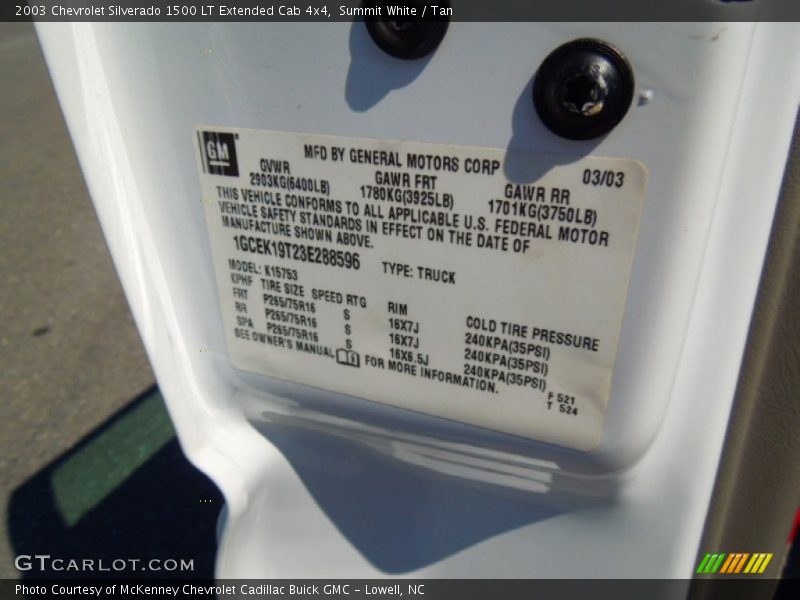 2003 Chevrolet Silverado 1500 LT Extended Cab 4x4, Summit White / Tan
GM
MFD BY GENERAL MOTORS CORP 03/03
GVWR GAWR FRT GAWR RR
2903KG(6400LB) 1780KG(3925LB) 1701KG(3750LB)
THIS VEHICLE CONFORMS TO ALL APPLICABLE U.S. FEDERAL MOTOR
VEHICLE SAFETY STANDARDS IN EFFECT ON THE DATE OF
MANUFACTURE SHOWN ABOVE.
1GCEK19T23E288596 TYPE: TRUCK
MODEL: K15753
KPHF TIRE SIZE SPEED RTG RIM COLD TIRE PRESSURE
FRT P265/75R16 S 16X7J 240KPA(35PSI)
RR P265/75R16 S 16X7J 240KPA(35PSI)
SPA P265/75R16 S 16X6.5J 240KPA(35PSI)
SEE OWNER'S MANUAL FOR MORE INFORMATION.
F 521
T 524
GTCARLOT.COM
Photo Courtesy of McKenney Chevrolet Cadillac Buick GMC - Lowell, NC